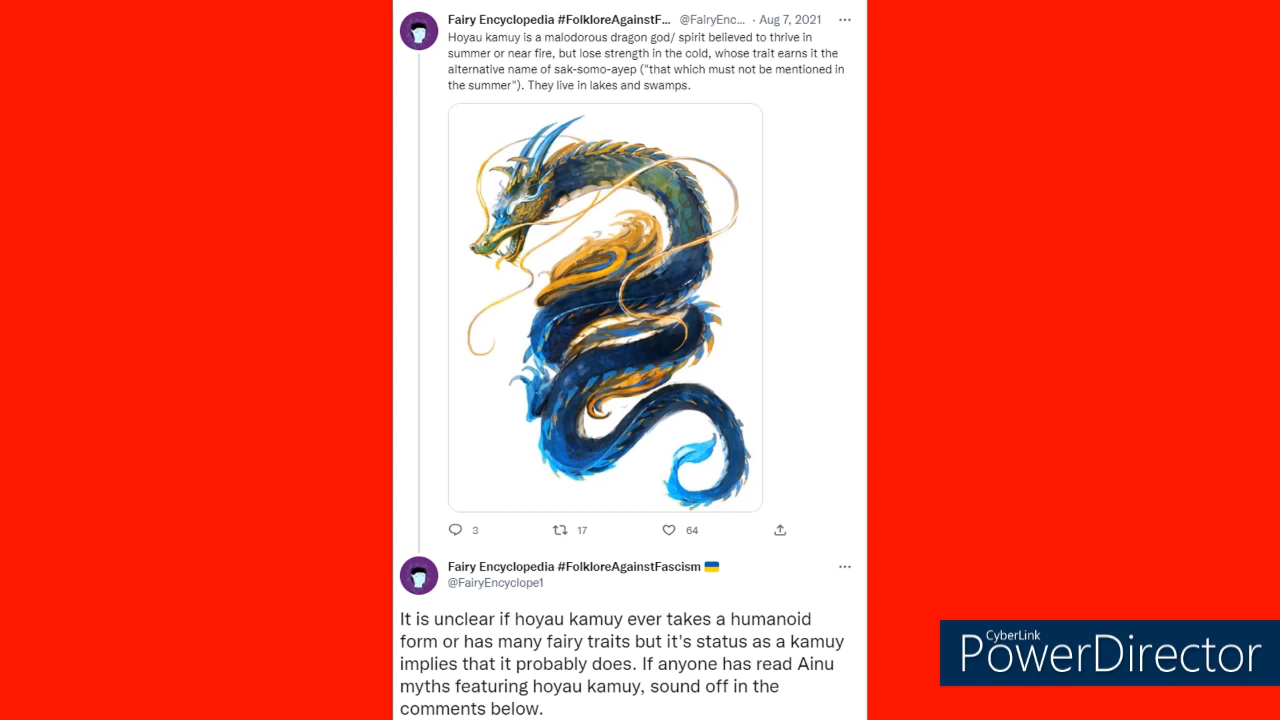 Fairy Encyclopedia #FolkloreAgainstF... @FairyEnc... · Aug 7, 2021
Hoyau kamuy is a malodorous dragon god/ spirit believed to thrive in
summer or near fire, but lose strength in the cold, whose trait earns it the
alternative name of sak-somo-ayep ("that which must not be mentioned in
the summer"). They live in lakes and swamps.
3 17 64
Fairy Encyclopedia #FolkloreAgainstFascism
@FairyEncyclope1
It is unclear if hoyau kamuy ever takes a humanoid
form or has many fairy traits but it's status as a kamuy
implies that it probably does. If anyone has read Ainu
myths featuring hoyau kamuy, sound off in the
comments below.
CyberLink
PowerDirector